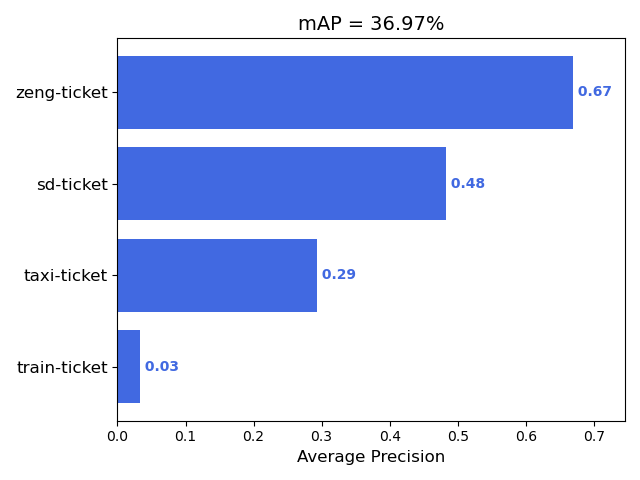 mAP = 36.97%
zeng-ticket
0.67
sd-ticket
0.48
taxi-ticket
0.29
train-ticket
0.03
0.0 0.1 0.2 0.3 0.4 0.5 0.6 0.7
Average Precision